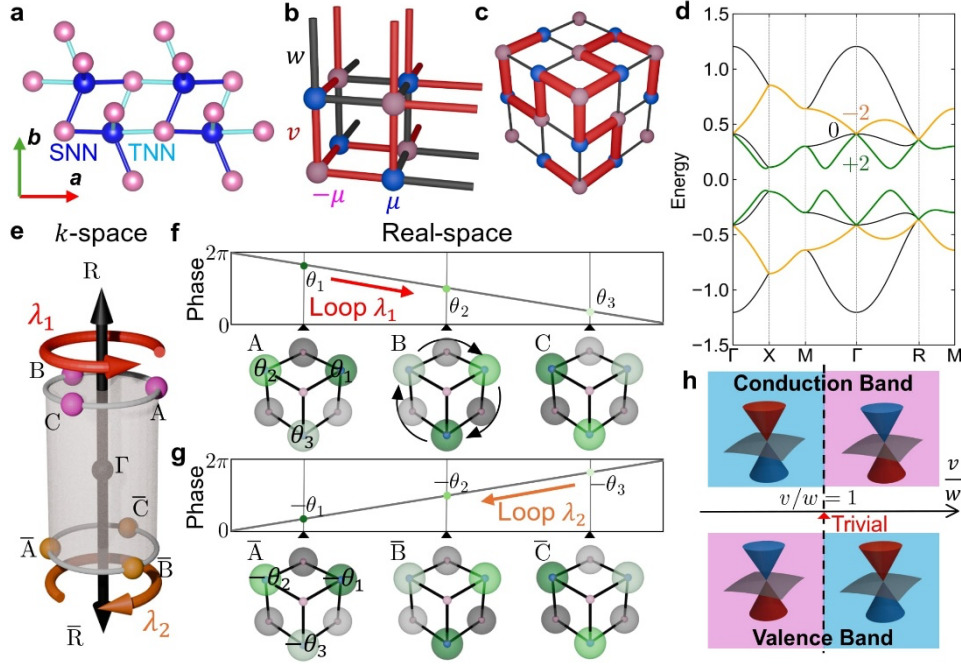 a
b
a
SNN
TNN
b
w
v
−μ
μ
c
d
Energy
1.5
1.0
0.5
0.0
−0.5
−1.0
−1.5
−2
0
+2
Γ X M Γ R M
e k-space
R
λ₁
B
C
A
Γ
C̅
A̅
B̅
λ₂
R̅
Real-space
f
Phase
2π
0
θ₁
Loop λ₁
θ₂
θ₃
A B C
θ₂ θ₁
θ₃
g
Phase
2π
0
−θ₁
−θ₂
−θ₃
Loop λ₂
A̅ B̅ C̅
−θ₂ −θ₁
−θ₃
h
Conduction Band
v/w
v/w = 1
Trivial
Valence Band